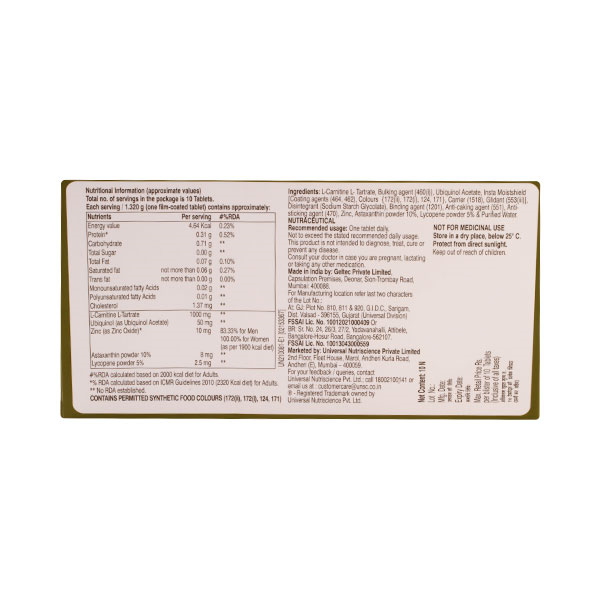 Nutritional Information (approximate values)
Total no. of servings in the package is 10 Tablets.
Each serving / 1.320 g (one film-coated tablet) contains approximately:
Nutrients Per serving #%RDA
Energy value 4.64 Kcal 0.23%
Protein* 0.31 g 0.52%
Carbohydrate 0.71 g **
Total Sugar 0.00 g **
Total Fat 0.07 g 0.10%
Saturated fat not more than 0.06 g 0.27%
Trans fat not more than 0.00 g 0.00%
Monounsaturated fatty Acids 0.02 g **
Polyunsaturated fatty Acids 0.01 g **
Cholesterol 1.37 mg **
L-Carnitine L-Tartrate 1000 mg **
Ubiquinol (as Ubiquinol Acetate) 50 mg **
Zinc (as Zinc Oxide)* 10 mg 83.33% for Men
100.00% for Women
(as per 1900 kcal diet)
Astaxanthin powder 10% 8 mg **
Lycopene powder 5% 2.5 mg **
#%RDA calculated based on 2000 kcal diet for Adults.
*% RDA calculated based on ICMR Guidelines 2010 (2320 Kcal diet) for Adults.
** No RDA established.
CONTAINS PERMITTED SYNTHETIC FOOD COLOURS (172(ii), 172(i), 124, 171)
Ingredients: L-Carnitine L- Tartrate, Bulking agent (460(i)), Ubiquinol Acetate, Insta Moistshield
[Coating agents (464, 462), Colours (172(ii), 172(i), 124, 171), Carrier (1518), Glidant (553(iii)],
Disintegrant (Sodium Starch Glycolate), Binding agent (1201), Anti-caking agent (551), Anti-
sticking agent (470), Zinc, Astaxanthin powder 10%, Lycopene powder 5% & Purified Water.
NUTRACEUTICAL
Recommended usage: One tablet daily.
Not to exceed the stated recommended daily usage.
This product is not intended to diagnose, treat, cure or
prevent any disease.
Consult your doctor in case you are pregnant, lactating
or taking any other medication.
Made in India by: Geltec Private Limited,
Capsulation Premises, Deonar, Sion-Trombay Road,
Mumbai: 400088.
For Manufacturing location refer last two characters
of the Lot No.:
At: GJ: Plot No. 810, 811 & 820, G.I.D.C., Sarigam,
Dist. Valsad - 396155, Gujarat (Universal Division)
FSSAI Lic. No. 10012021000409 Or
BR: Sr. No. 24, 26/3, 27/2, Yadavanahalli, Attibele,
Bangalore-Hosur Road, Bangalore-562107.
FSSAI Lic. No. 10013043000559
Marketed by: Universal Nutriscience Private Limited
2nd Floor, Fleet House, Marol, Andheri Kurla Road,
Andheri (E), Mumbai - 400059.
For your feedback / queries, contact
Universal Nutriscience Pvt. Ltd. call 18002100141 or
email us at : customercare@unsc.co.in
® - Registered Trademark owned by
Universal Nutriscience Pvt. Ltd.
NOT FOR MEDICINAL USE
Store in a dry place, below 25° C.
Protect from direct sunlight.
Keep out of reach of children.
Net Content: 10 N
Lot No.
Mfg. Date:
Expiry Date:
Max. Retail Price Rs.
per blister of 10 Tablets
(Inclusive of all taxes)